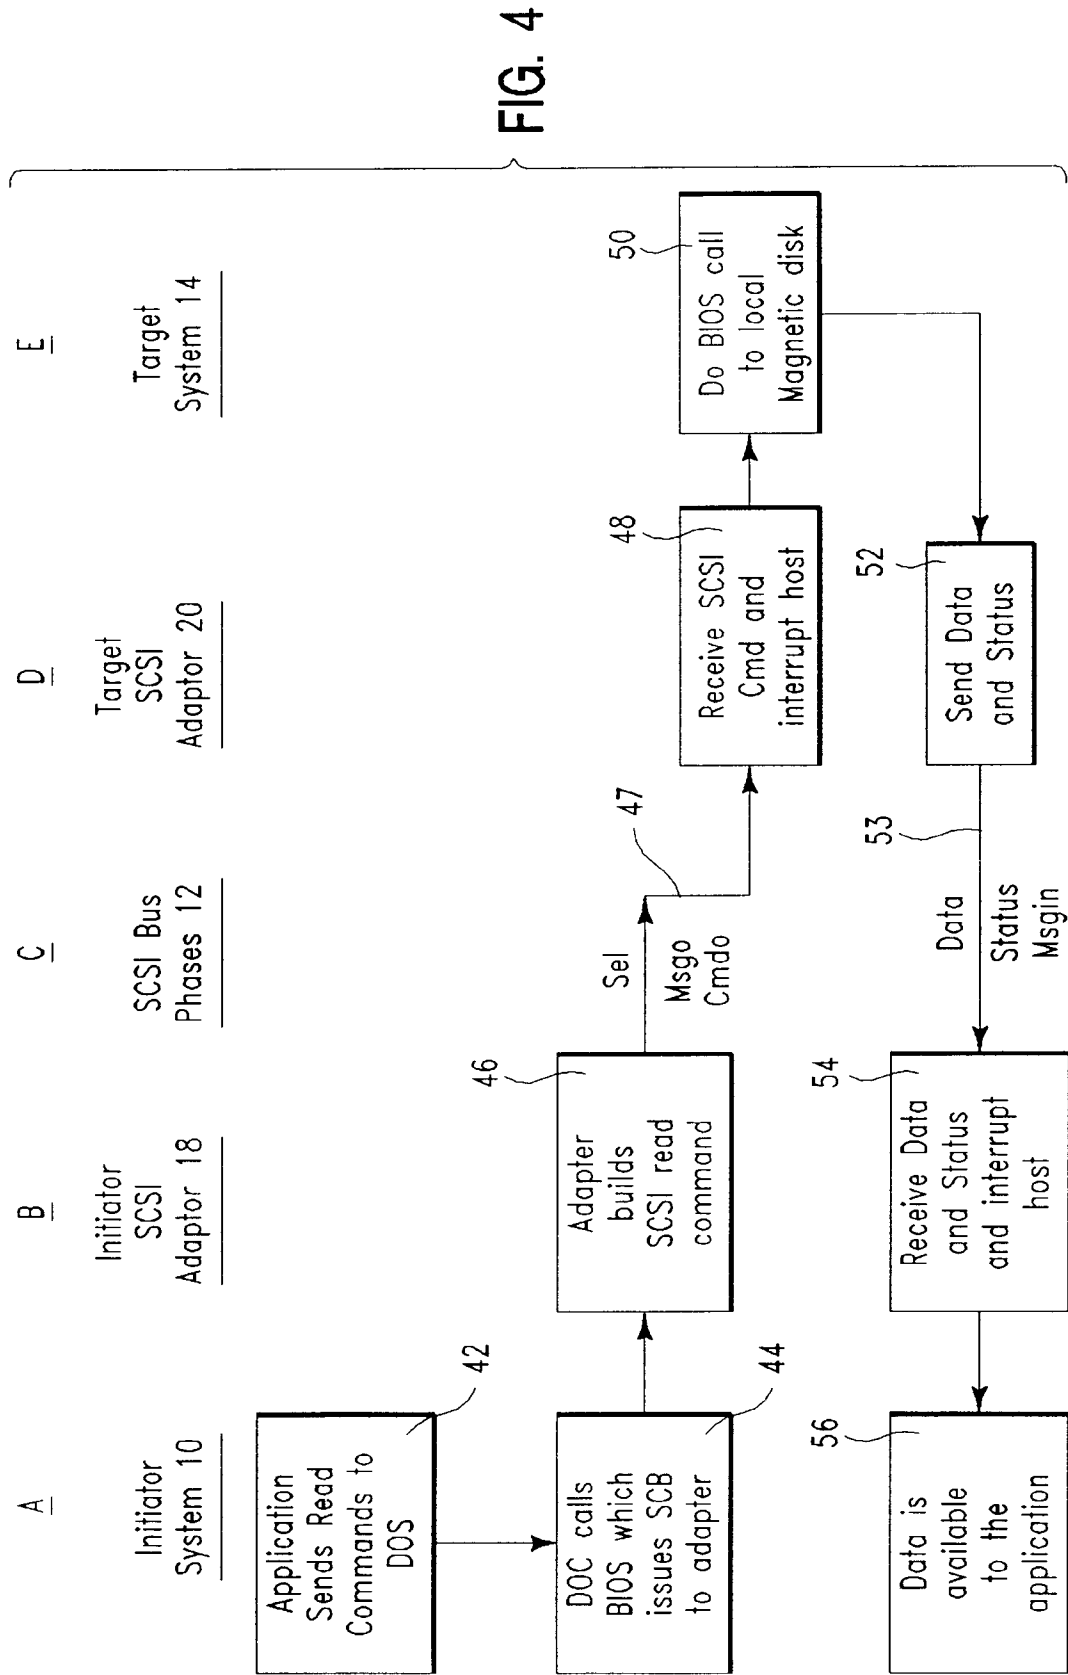 A
B
C
D
E
Initiator
System 10
Initiator
SCSI
Adaptor 18
SCSI Bus
Phases 12
Target
SCSI
Adaptor 20
Target
System 14
Application
Sends Read
Commands to
DOS
42
DOC calls
BIOS which
issues SCB
to adapter
44
Adapter
builds
SCSI read
command
46
Sel
Msgo
Cmdo
47
Receive SCSI
Cmd and
interrupt host
48
Do BIOS call
to local
Magnetic disk
50
Send Data
and Status
52
Data
Status
Msgin
53
Receive Data
and Status
and interrupt
host
54
Data is
available
to the
application
56
FIG. 4